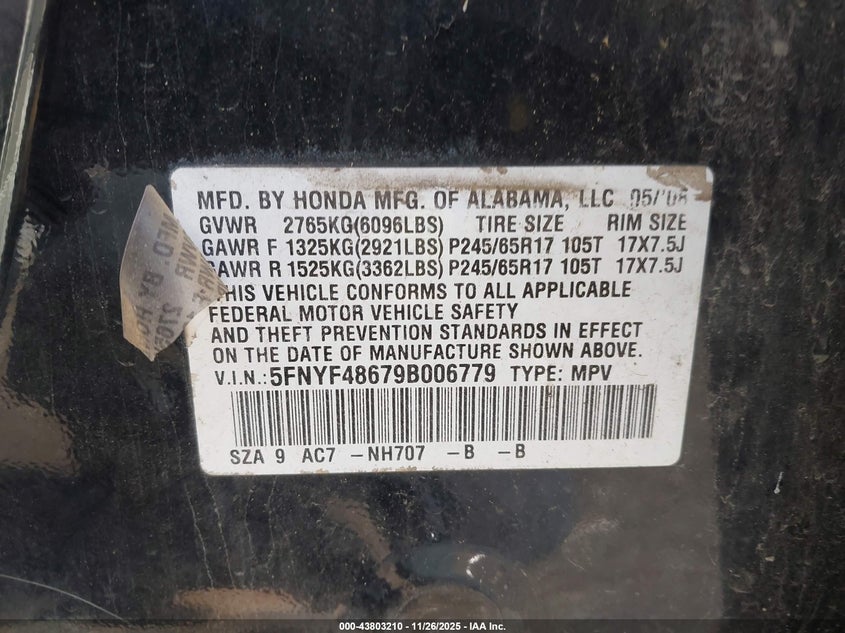 MFD. BY HONDA MFG. OF ALABAMA, LLC 05/'08
GVWR 2765KG(6096LBS) TIRE SIZE RIM SIZE
GAWR F 1325KG(2921LBS) P245/65R17 105T 17X7.5J
GAWR R 1525KG(3362LBS) P245/65R17 105T 17X7.5J
THIS VEHICLE CONFORMS TO ALL APPLICABLE
FEDERAL MOTOR VEHICLE SAFETY
AND THEFT PREVENTION STANDARDS IN EFFECT
ON THE DATE OF MANUFACTURE SHOWN ABOVE.
V.I.N.: 5FNYF48679B006779 TYPE: MPV
SZA 9 AC7 -NH707 -B -B
000-43803210 - 11/26/2025 - IAA Inc.